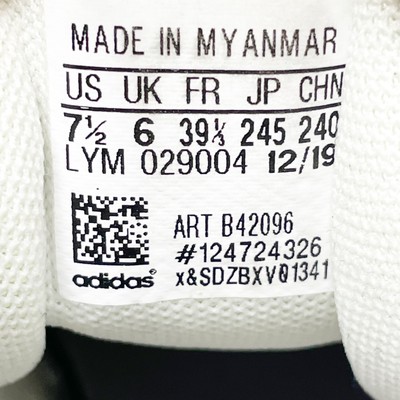 MADE IN MYANMAR
US UK FR JP CHN
7½ 6 39⅓ 245 240
LYM 029004 12/19
ART B42096
#124724326
x&SDZBXV01341
adidas